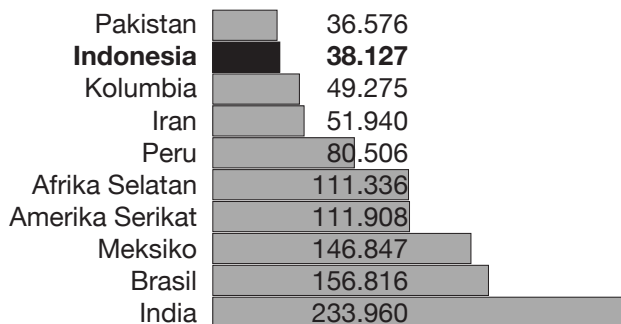 Pakistan 36.576
Indonesia 38.127
Kolumbia 49.275
Iran 51.940
Peru 80.506
Afrika Selatan 111.336
Amerika Serikat 111.908
Meksiko 146.847
Brasil 156.816
India 233.960